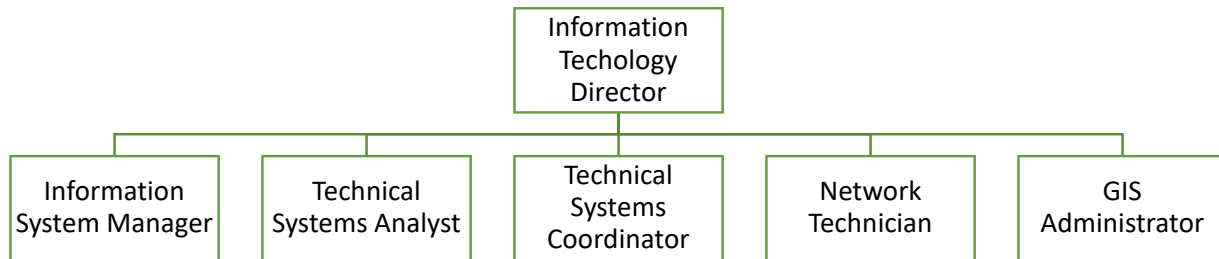 Information
Techology
Director
Information
System Manager
Technical
Systems Analyst
Technical
Systems
Coordinator
Network
Technician
GIS
Administrator